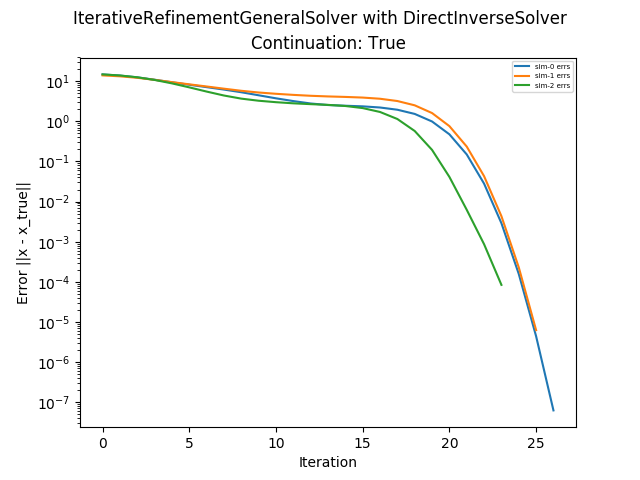 IterativeRefinementGeneralSolver with DirectInverseSolver
Continuation: True
sim-0 errs
sim-1 errs
sim-2 errs
Error ||x - x_true||
10¹
10⁰
10⁻¹
10⁻²
10⁻³
10⁻⁴
10⁻⁵
10⁻⁶
10⁻⁷
0 5 10 15 20 25
Iteration